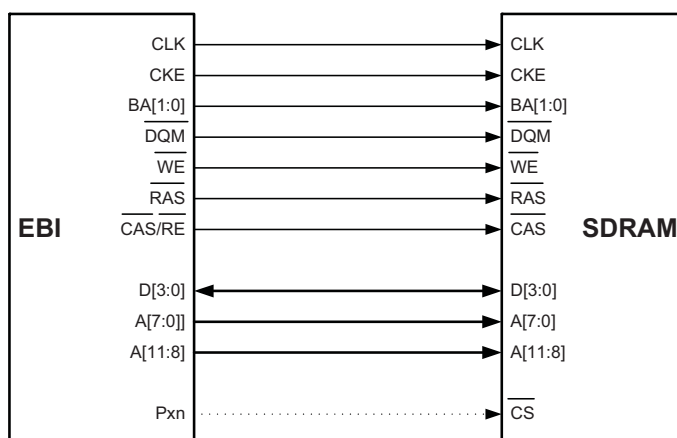 CLK CLK
CKE CKE
BA[1:0] BA[1:0]
DQM DQM
WE WE
RAS RAS
EBI CAS/RE CAS SDRAM
D[3:0] D[3:0]
A[7:0]] A[7:0]
A[11:8] A[11:8]
Pxn CS